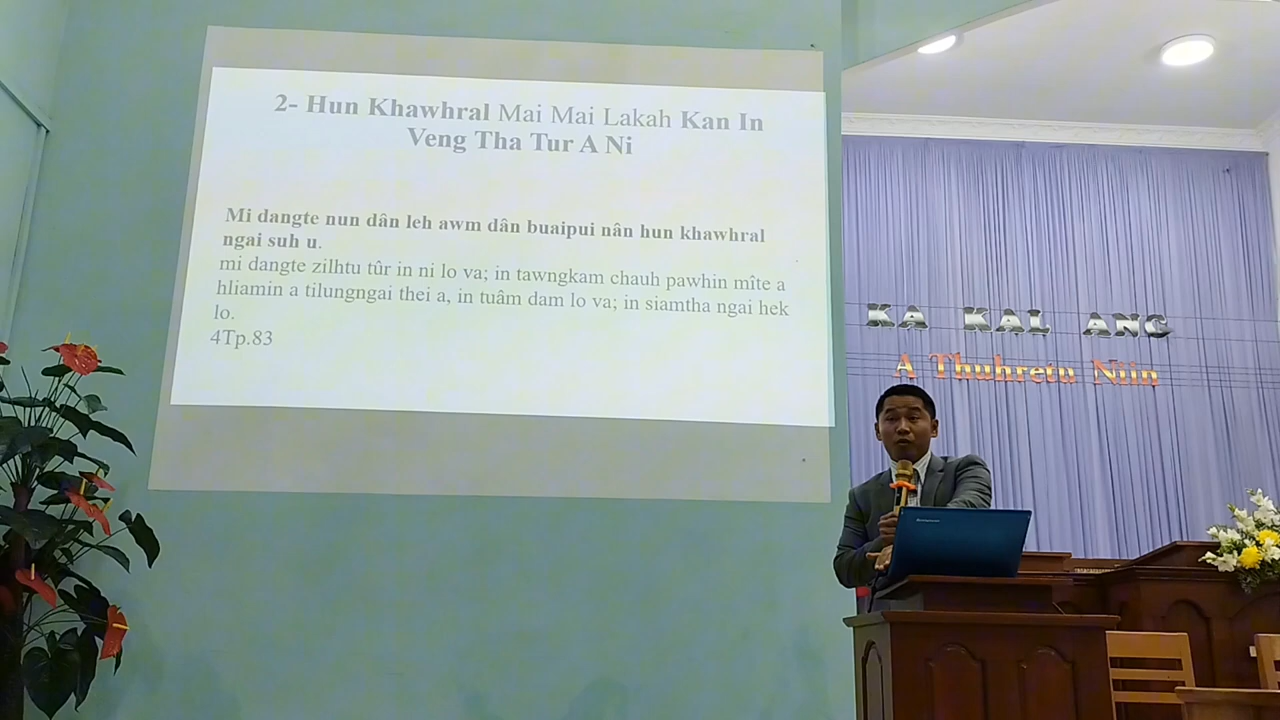 2- Hun Khawhral Mai Mai Lakah Kan In
Veng Tha Tur A Ni
Mi dangte nun dân leh awm dân buaipui nân hun khawhral
ngai suh u.
mi dangte zilhtu tûr in ni lo va; in tawngkam chauh pawhin mîte a
hliamin a tilungngai thei a, in tuâm dam lo va; in siamtha ngai hek
lo.
4Tp.83
KA KAL ANG
A Thuhretu Niin